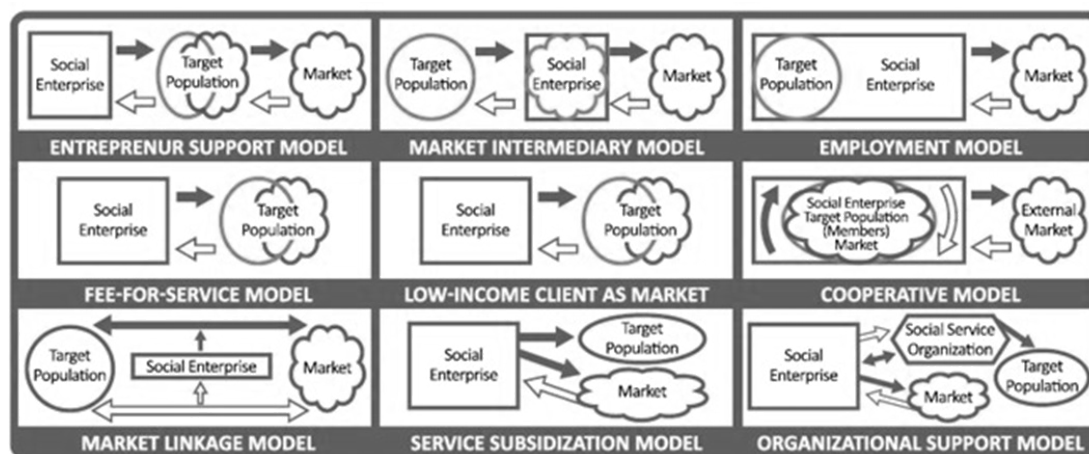 Social
Enterprise
Target
Population
Market
ENTREPRENUR SUPPORT MODEL
Target
Population
Social
Enterprise
Market
MARKET INTERMEDIARY MODEL
Target
Population
Social
Enterprise
Market
EMPLOYMENT MODEL
Social
Enterprise
Target
Population
FEE-FOR-SERVICE MODEL
Social
Enterprise
Target
Population
LOW-INCOME CLIENT AS MARKET
Social Enterprise
Target Population
(Members)
Market
External
Market
COOPERATIVE MODEL
Target
Population
Social Enterprise
Market
MARKET LINKAGE MODEL
Social
Enterprise
Target
Population
Market
SERVICE SUBSIDIZATION MODEL
Social
Enterprise
Social Service
Organization
Market
Target
Population
ORGANIZATIONAL SUPPORT MODEL